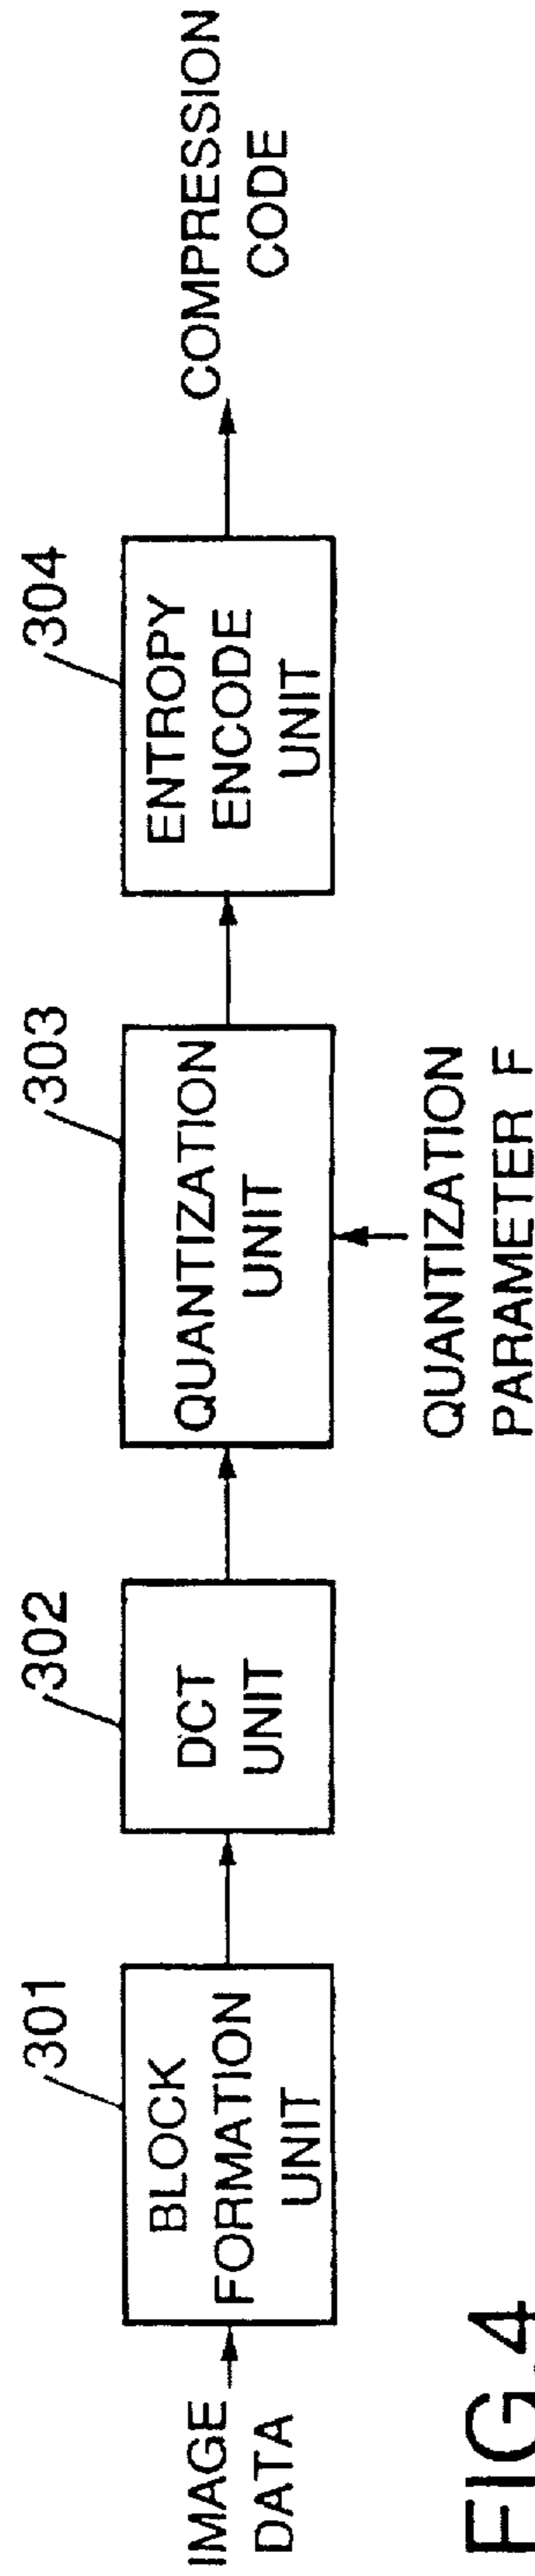 IMAGE
DATA
301
BLOCK
FORMATION
UNIT
302
DCT
UNIT
303
QUANTIZATION
UNIT
QUANTIZATION
PARAMETER F
304
ENTROPY
ENCODE
UNIT
COMPRESSION
CODE
FIG.4